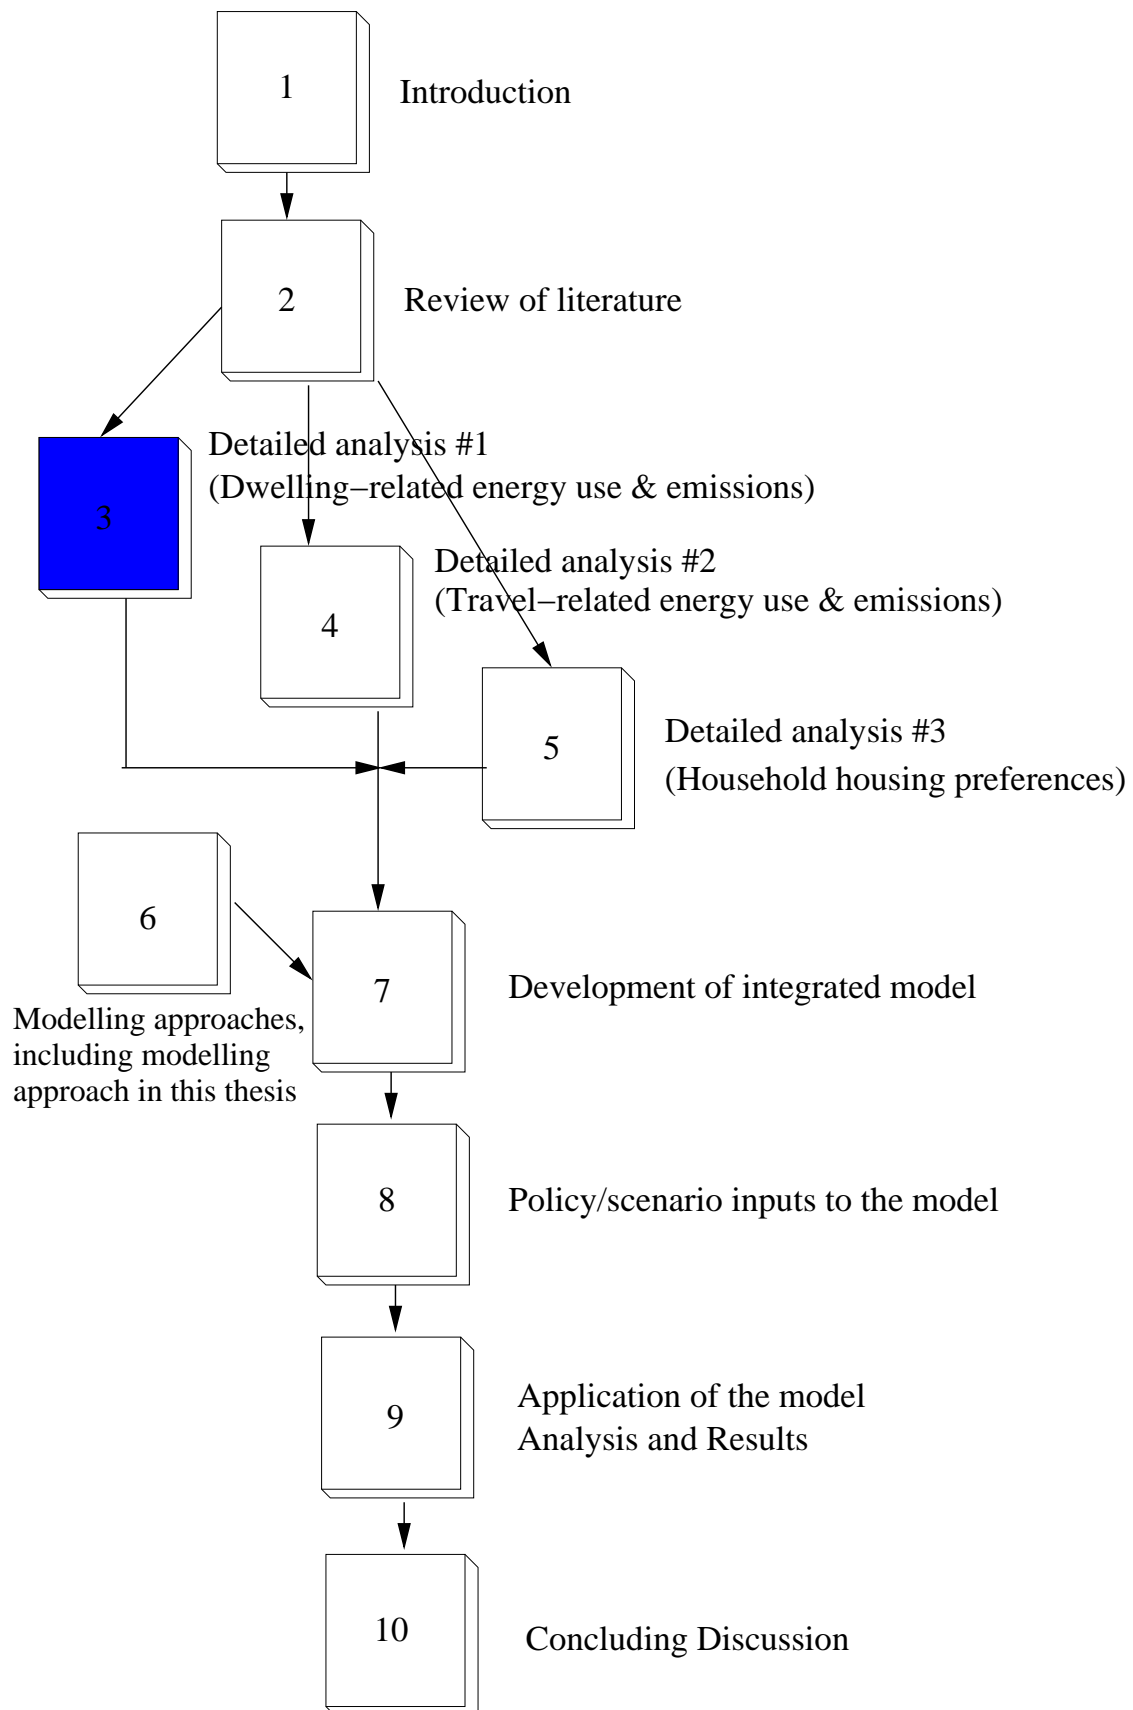 1
Introduction
2
Review of literature
3
Detailed analysis #1
(Dwelling−related energy use & emissions)
4
Detailed analysis #2
(Travel−related energy use & emissions)
5
Detailed analysis #3
(Household housing preferences)
6
Modelling approaches,
including modelling
approach in this thesis
7
Development of integrated model
8
Policy/scenario inputs to the model
9
Application of the model
Analysis and Results
10
Concluding Discussion